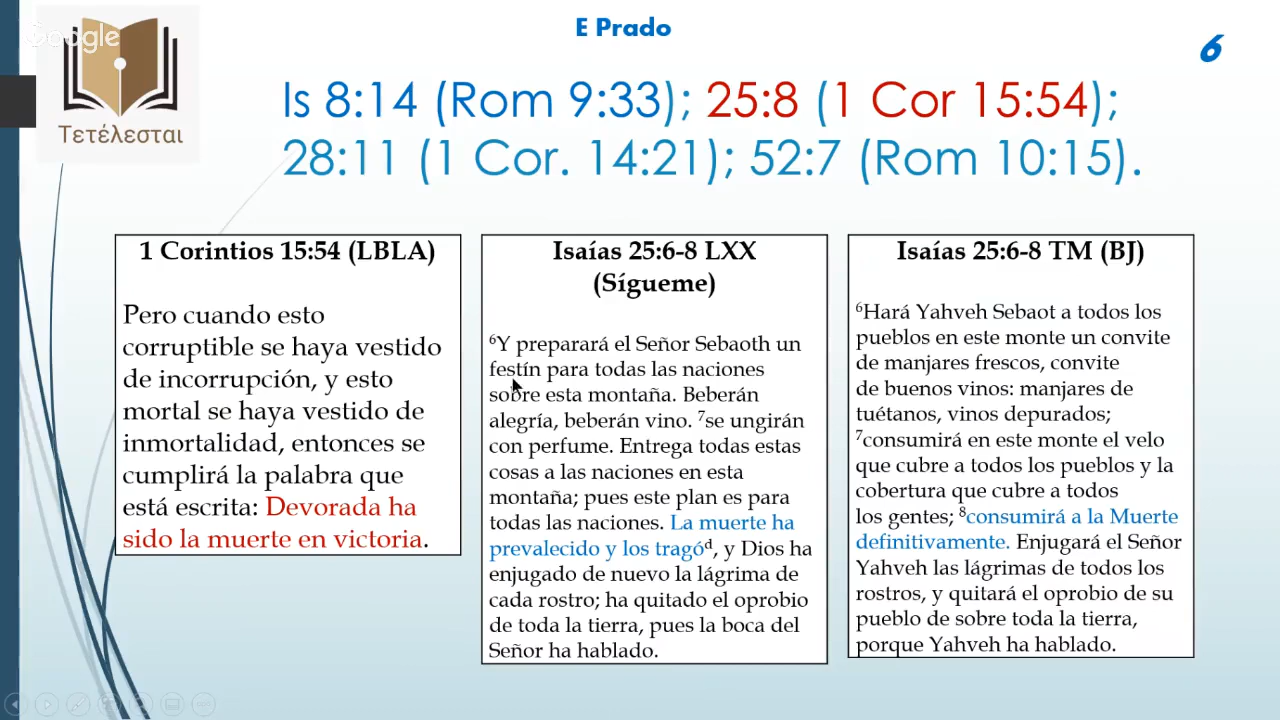 Google
Τετέλεσται
E Prado
6
Is 8:14 (Rom 9:33); 25:8 (1 Cor 15:54);
28:11 (1 Cor. 14:21); 52:7 (Rom 10:15).
1 Corintios 15:54 (LBLA)
Pero cuando esto
corruptible se haya vestido
de incorrupción, y esto
mortal se haya vestido de
inmortalidad, entonces se
cumplirá la palabra que
está escrita: Devorada ha
sido la muerte en victoria.
Isaías 25:6-8 LXX
(Sígueme)
⁶Y preparará el Señor Sebaoth un
festín para todas las naciones
sobre esta montaña. Beberán
alegría, beberán vino. ⁷se ungirán
con perfume. Entrega todas estas
cosas a las naciones en esta
montaña; pues este plan es para
todas las naciones. La muerte ha
prevalecido y los tragóᵈ, y Dios ha
enjugado de nuevo la lágrima de
cada rostro; ha quitado el oprobio
de toda la tierra, pues la boca del
Señor ha hablado.
Isaías 25:6-8 TM (BJ)
⁶Hará Yahveh Sebaot a todos los
pueblos en este monte un convite
de manjares frescos, convite
de buenos vinos: manjares de
tuétanos, vinos depurados;
⁷consumirá en este monte el velo
que cubre a todos los pueblos y la
cobertura que cubre a todos
los gentes; ⁸consumirá a la Muerte
definitivamente. Enjugará el Señor
Yahveh las lágrimas de todos los
rostros, y quitará el oprobio de su
pueblo de sobre toda la tierra,
porque Yahveh ha hablado.